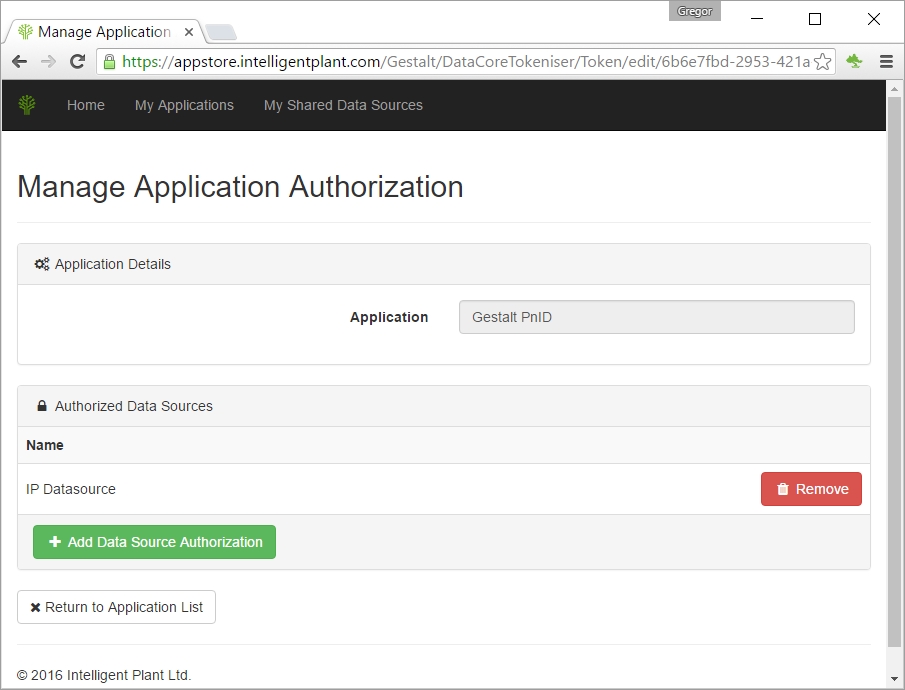 Gregor
Manage Application
https://appstore.intelligentplant.com/Gestalt/DataCoreTokeniser/Token/edit/6b6e7fbd-2953-421a
Home My Applications My Shared Data Sources
Manage Application Authorization
Application Details
Application Gestalt PnID
Authorized Data Sources
Name
IP Datasource Remove
Add Data Source Authorization
Return to Application List
© 2016 Intelligent Plant Ltd.